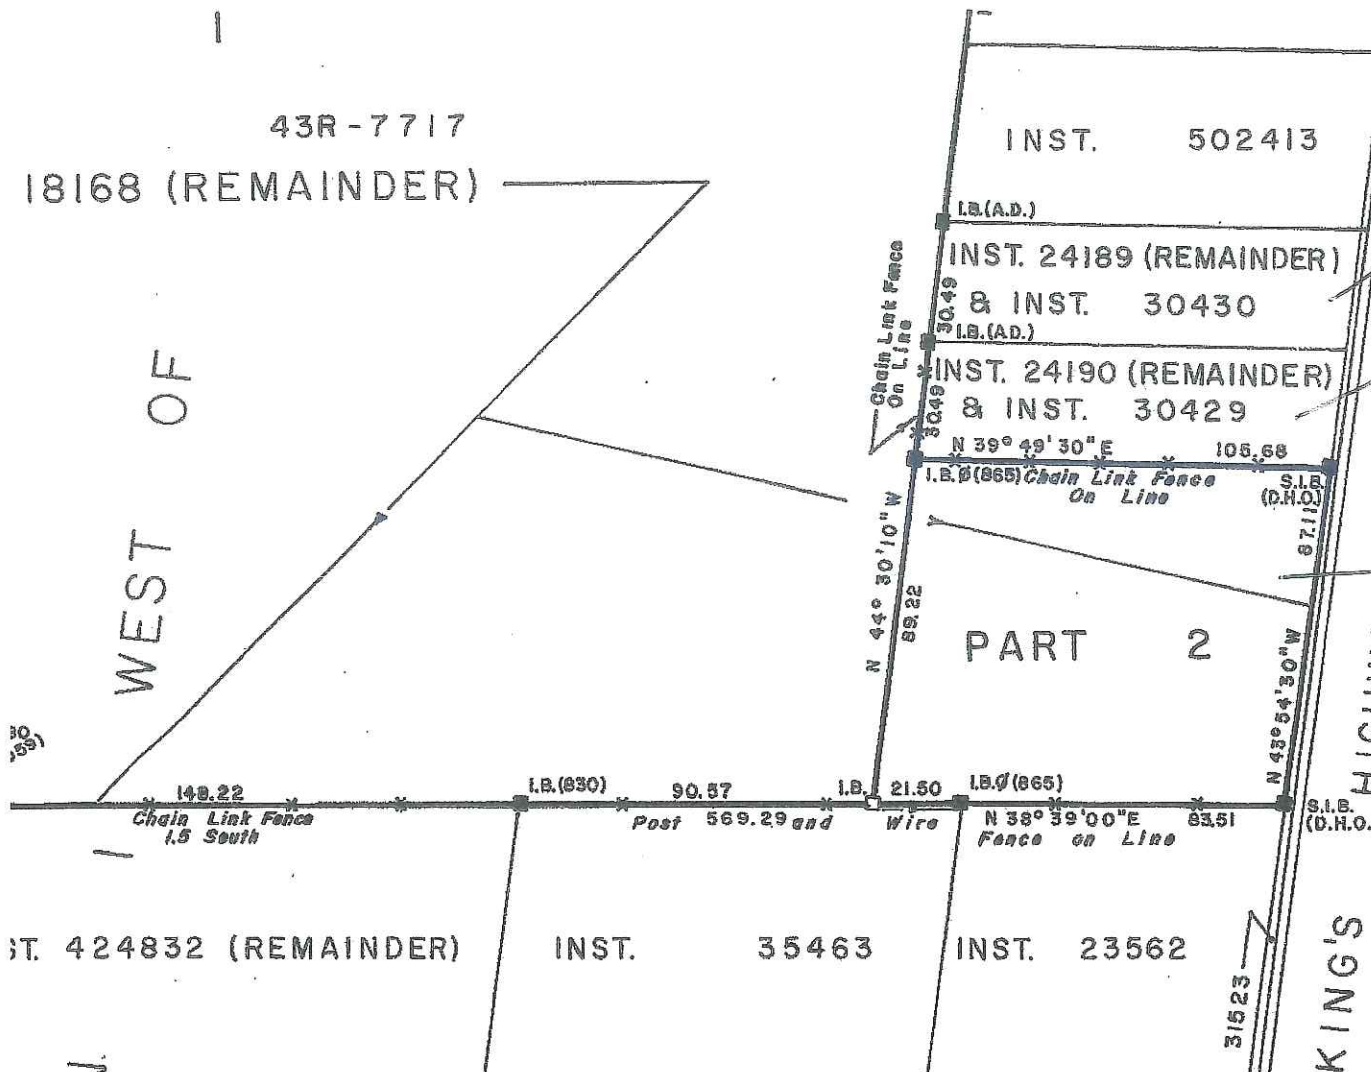 43R-7717
18168 (REMAINDER)
WEST OF
INST. 502413
I.B.(A.D.)
INST. 24189 (REMAINDER)
& INST. 30430
30.49
Chain Link Fence
On Line
I.B.(A.D.)
INST. 24190 (REMAINDER)
& INST. 30429
30.49
N 39° 49' 30" E
105.68
I.B.Ø(865)
Chain Link Fence
On Line
S.I.B.
(D.H.O.)
87.11
N 44° 30' 10" W
89.22
PART 2
N 43° 54' 30" W
148.22
Chain Link Fence
1.5 South
I.B.(830)
90.57
I.B.
21.50
I.B.Ø(865)
Post 569.29 and Wire
N 38° 39' 00" E
83.51
Fence on Line
S.I.B.
(D.H.O.
ST. 424832 (REMAINDER)
INST. 35463
INST. 23562
31523
KING'S